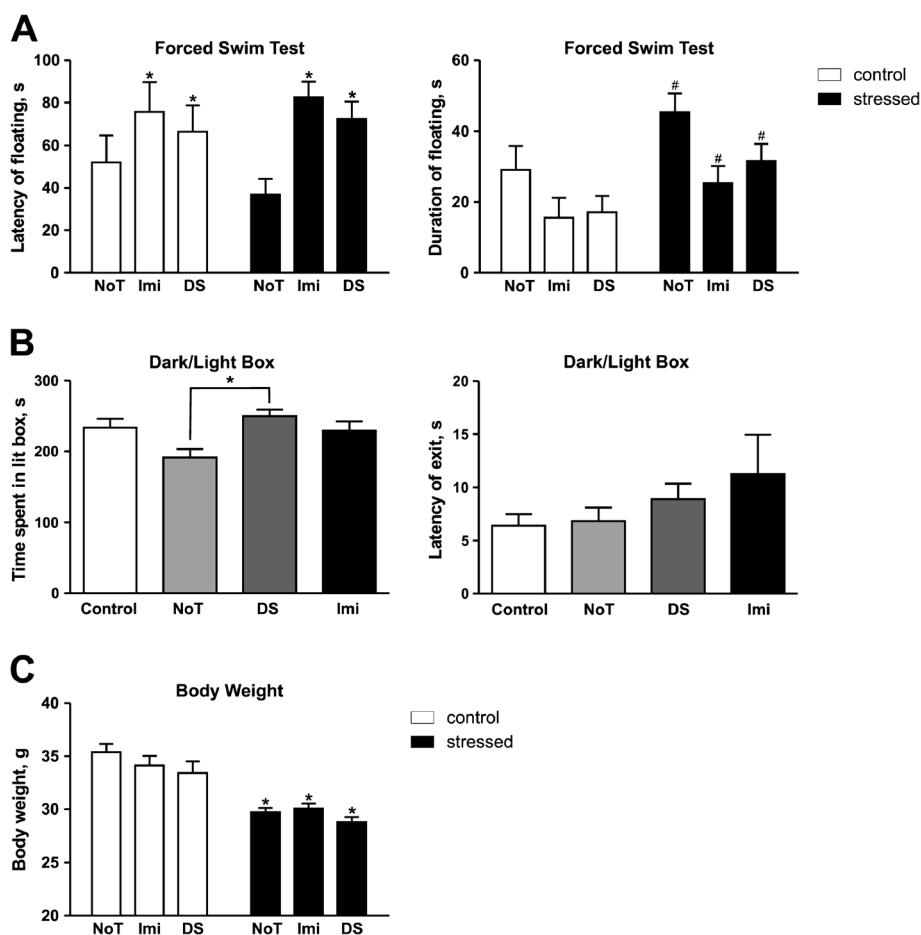 A
Forced Swim Test
Latency of floating, s
100
80
60
40
20
0
* * * *
NoT Imi DS NoT Imi DS
Forced Swim Test
Duration of floating, s
60
40
20
0
# # #
NoT Imi DS NoT Imi DS
control
stressed
B
Dark/Light Box
Time spent in lit box, s
300
200
100
0
*
Control NoT DS Imi
Dark/Light Box
Latency of exit, s
20
15
10
5
0
Control NoT DS Imi
C
Body Weight
Body weight, g
40
35
30
25
20
* * *
NoT Imi DS NoT Imi DS
control
stressed